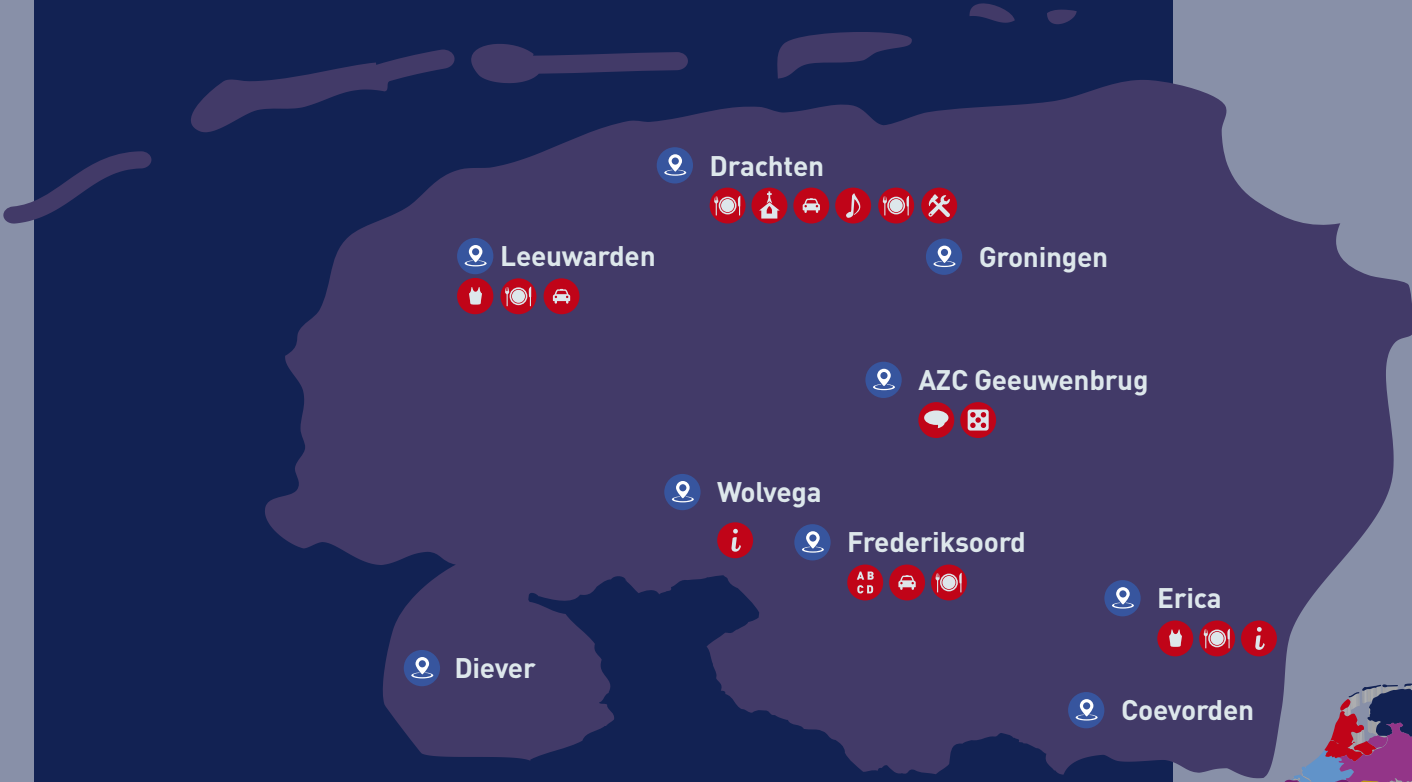 Drachten
Leeuwarden
Groningen
AZC Geeuwenbrug
Wolvega
i
Frederiksoord
A B
C D
Erica
i
Diever
Coevorden